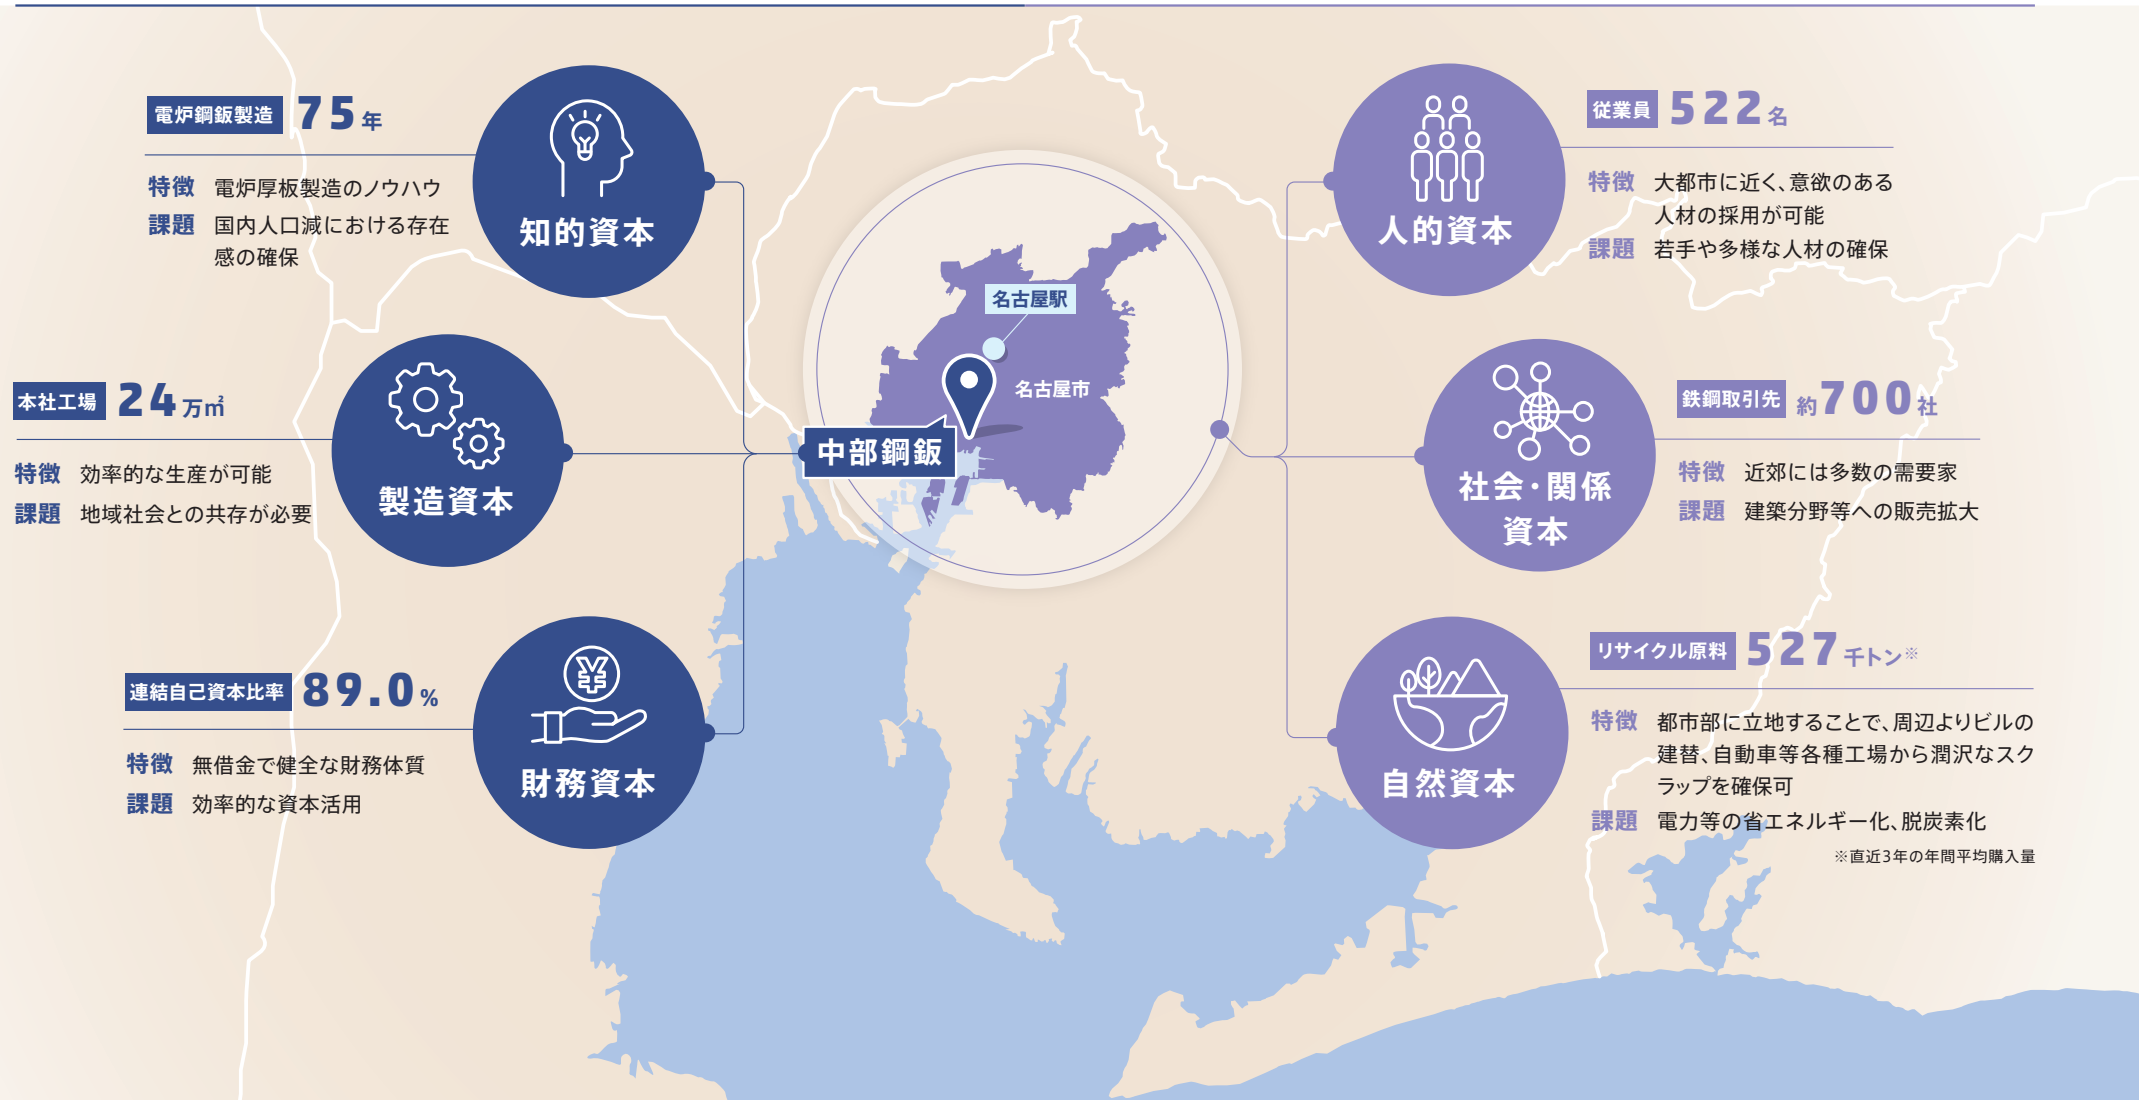 電炉鋼鈑製造 75年
特徴 電炉厚板製造のノウハウ
課題 国内人口減における存在
感の確保
知的資本
本社工場 24万㎡
特徴 効率的な生産が可能
課題 地域社会との共存が必要
製造資本
連結自己資本比率 89.0%
特徴 無借金で健全な財務体質
課題 効率的な資本活用
財務資本
名古屋駅
名古屋市
中部鋼鈑
人的資本
従業員 522名
特徴 大都市に近く、意欲のある
人材の採用が可能
課題 若手や多様な人材の確保
社会・関係
資本
鉄鋼取引先 約700社
特徴 近郊には多数の需要家
課題 建築分野等への販売拡大
自然資本
リサイクル原料 527千トン※
特徴 都市部に立地することで、周辺よりビルの
建替、自動車等各種工場から潤沢なスク
ラップを確保可
課題 電力等の省エネルギー化、脱炭素化
※直近3年の年間平均購入量